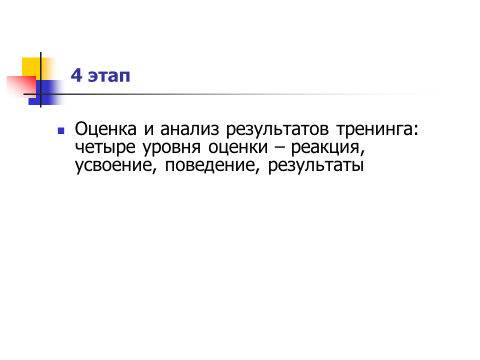 4 этап
Оценка и анализ результатов тренинга:
четыре уровня оценки – реакция,
усвоение, поведение, результаты